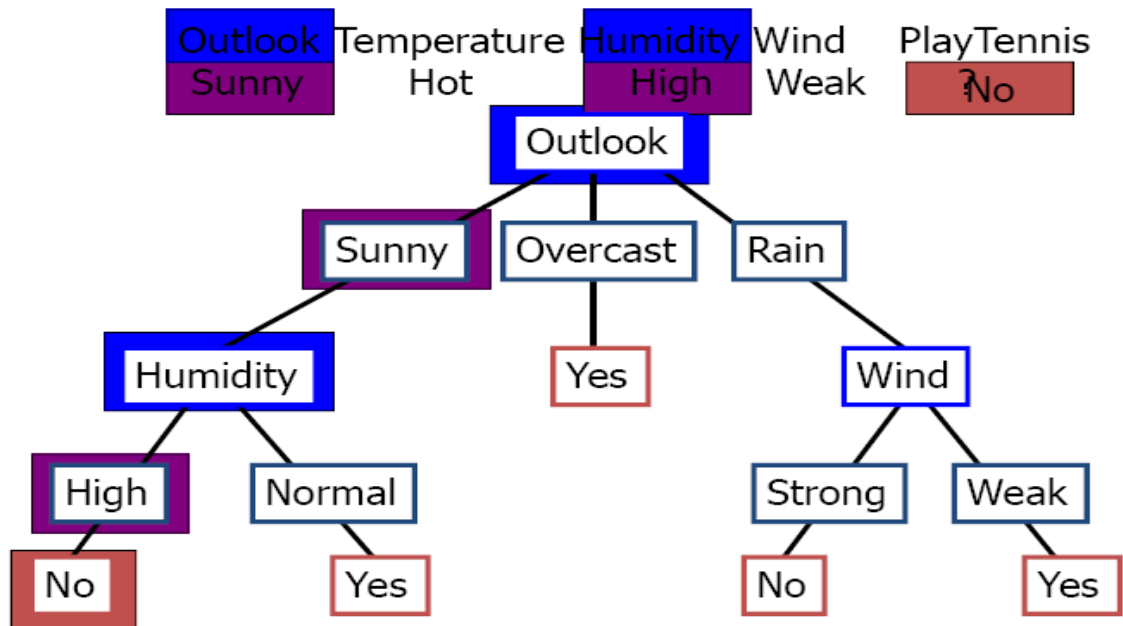 Outlook Temperature Humidity Wind PlayTennis
Sunny Hot High Weak ? No
Outlook
Sunny Overcast Rain
Humidity Yes Wind
High Normal Strong Weak
No Yes No Yes